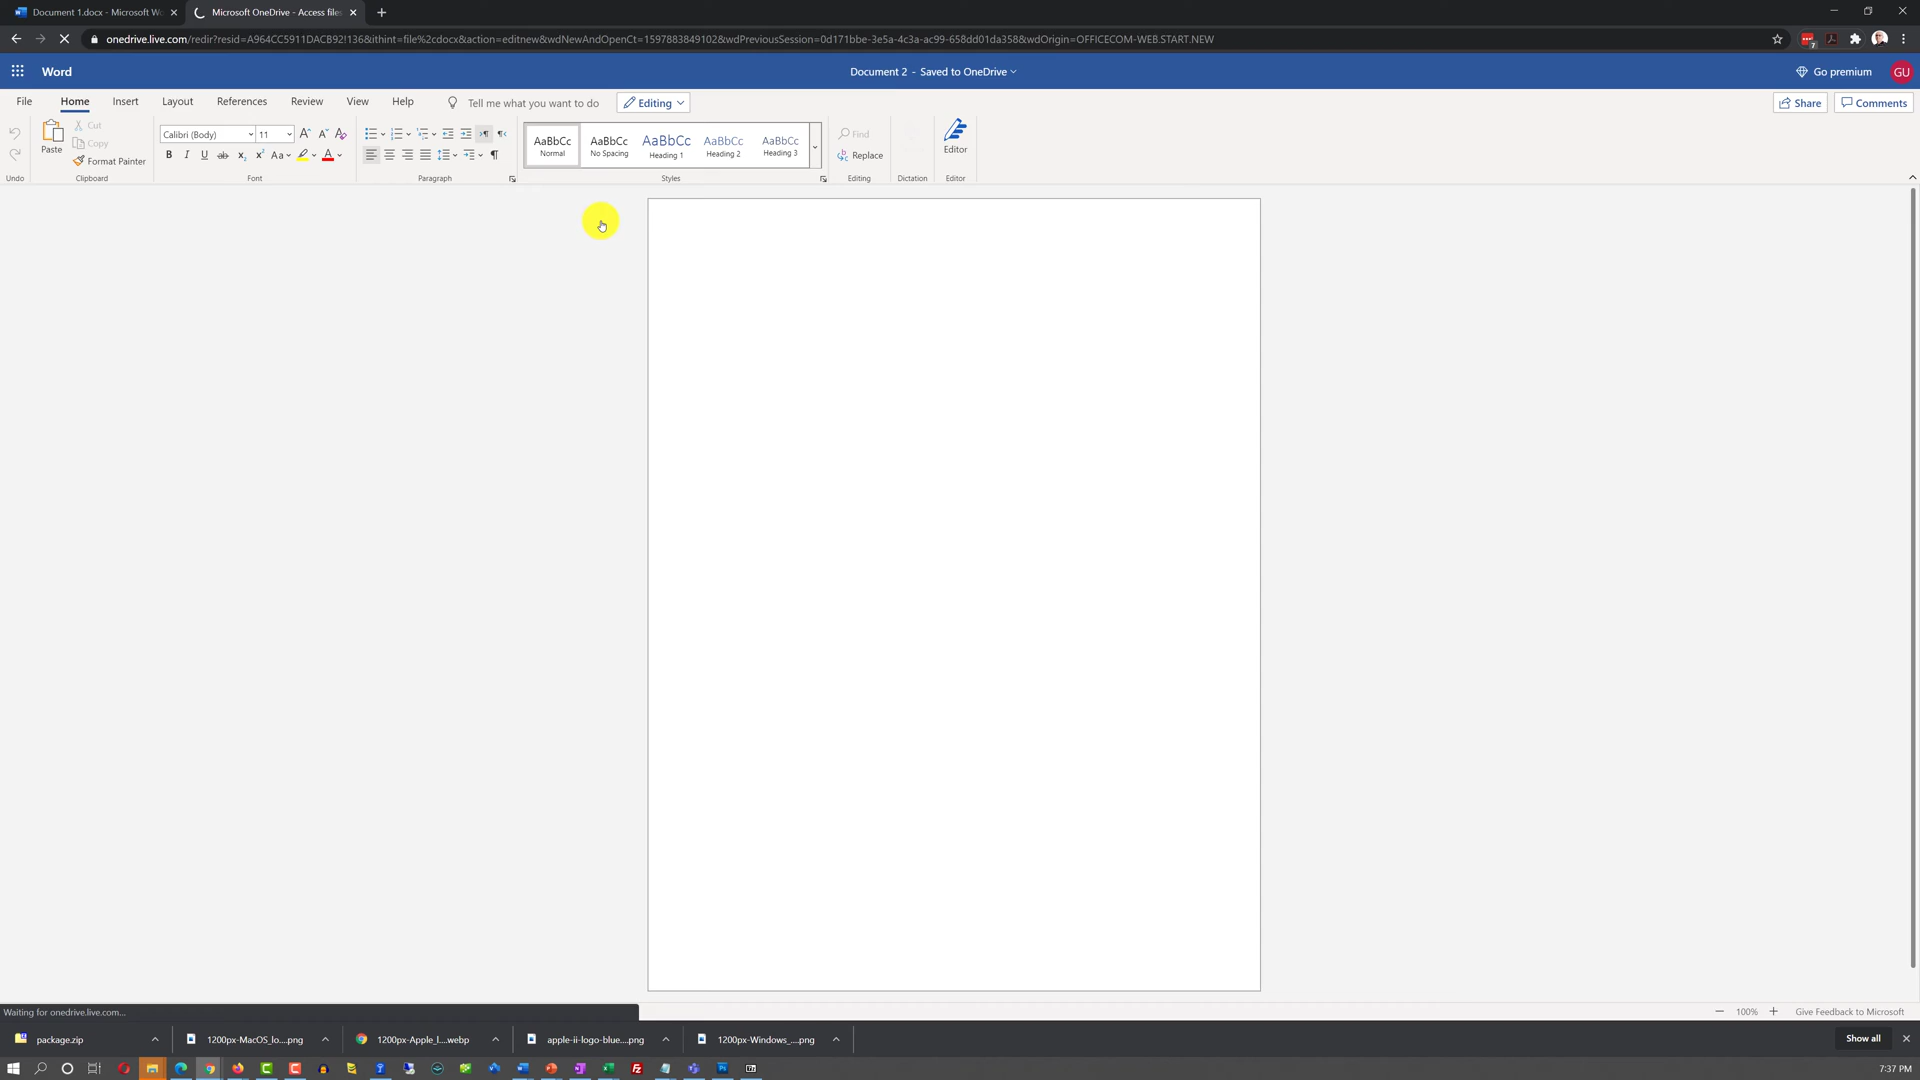 Document 1.docx - Microsoft Wo
Microsoft OneDrive - Access files
onedrive.live.com/redir?resid=A964CC5911DACB92!136&ithint=file%2cdocx&action=editnew&wdNewAndOpenCt=1597883849102&wdPreviousSession=0d171bbe-3e5a-4c3a-ac99-658dd01da358&wdOrigin=OFFICECOM-WEB.START.NEW
7
Word
Document 2 - Saved to OneDrive
Go premium
GU
File Home Insert Layout References Review View Help Tell me what you want to do Editing Share Comments
Paste
Cut
Copy
Format Painter
Calibri (Body) 11
AaBbCc AaBbCc AaBbCc AaBbCc AaBbCc
Normal No Spacing Heading 1 Heading 2 Heading 3
Find
Replace
Editor
Undo Clipboard Font Paragraph Styles Editing Dictation Editor
Waiting for onedrive.live.com...
100%
Give Feedback to Microsoft
package.zip
1200px-MacOS_lo....png
1200px-Apple_l....webp
apple-ii-logo-blue....png
1200px-Windows_....png
Show all
7:37 PM